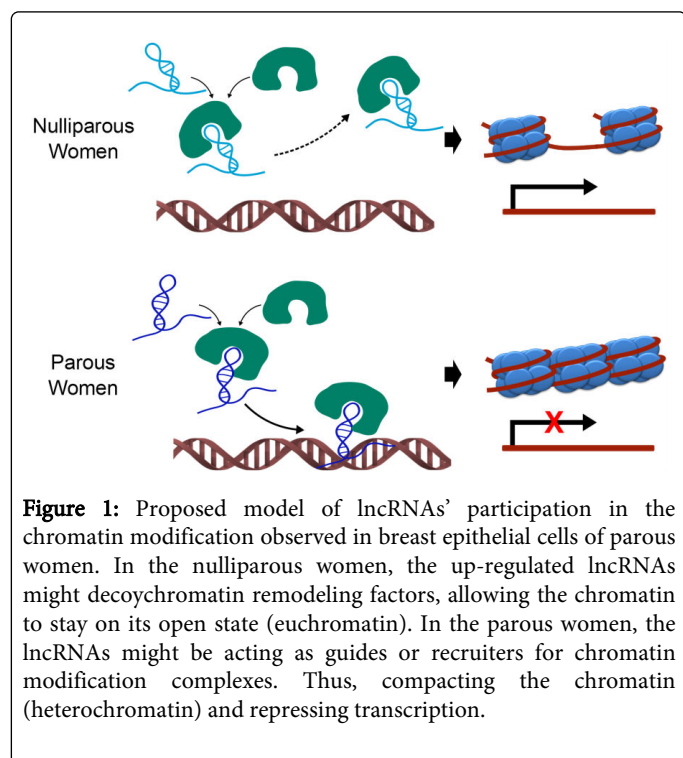 Nulliparous
Women
Parous
Women
X
Figure 1: Proposed model of lncRNAs’ participation in the
chromatin modification observed in breast epithelial cells of parous
women. In the nulliparous women, the up-regulated lncRNAs
might decoychromatin remodeling factors, allowing the chromatin
to stay on its open state (euchromatin). In the parous women, the
lncRNAs might be acting as guides or recruiters for chromatin
modification complexes. Thus, compacting the chromatin
(heterochromatin) and repressing transcription.